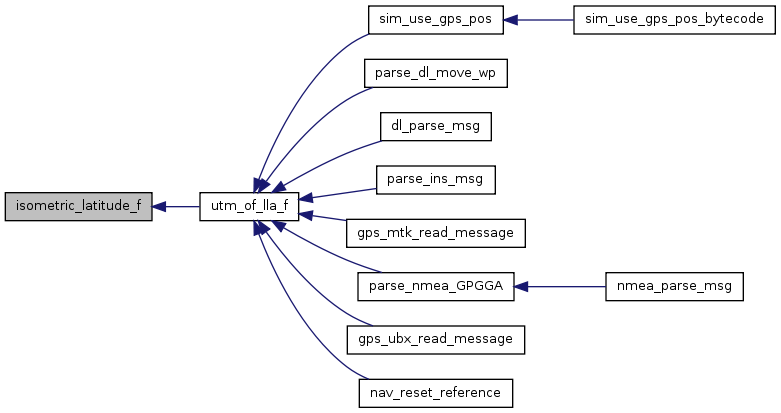 sim_use_gps_pos
sim_use_gps_pos_bytecode
parse_dl_move_wp
dl_parse_msg
parse_ins_msg
isometric_latitude_f
utm_of_lla_f
gps_mtk_read_message
parse_nmea_GPGGA
nmea_parse_msg
gps_ubx_read_message
nav_reset_reference